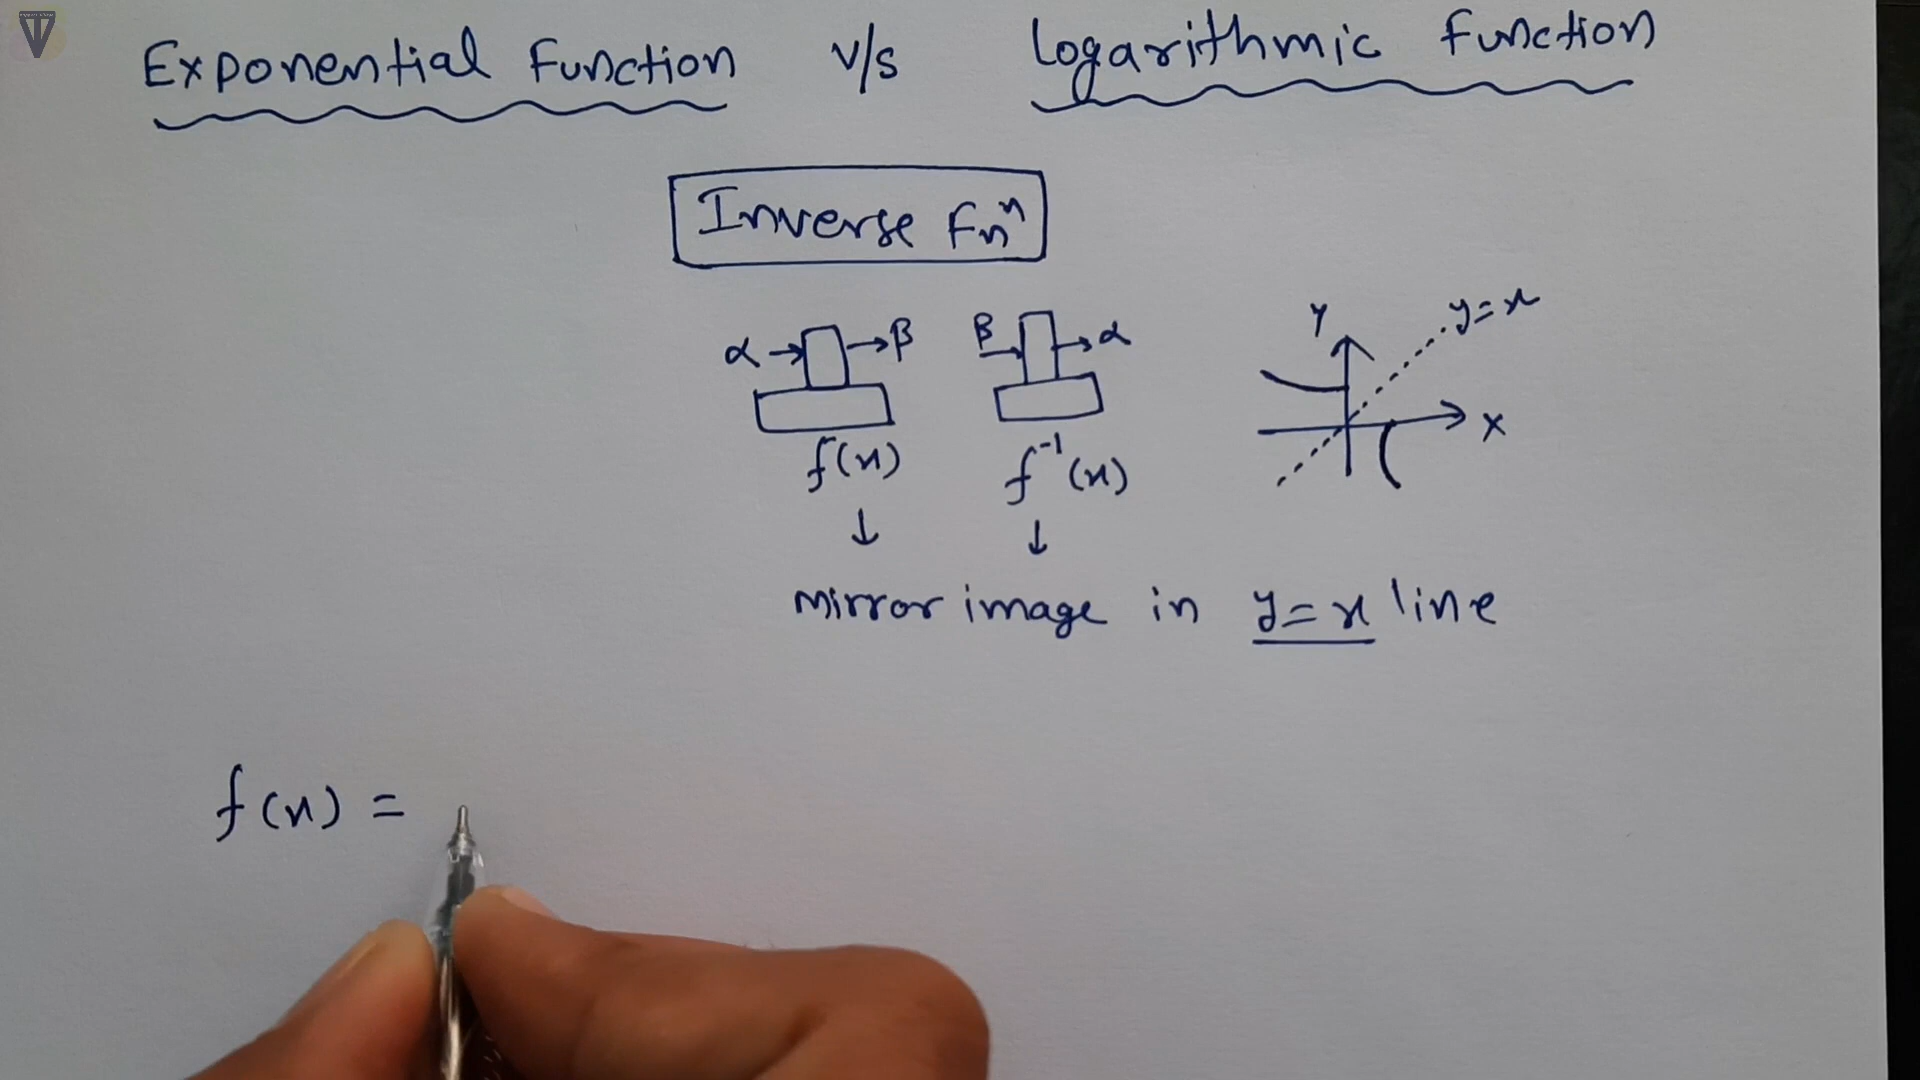 Exponential Function v/s Logarithmic Function
Inverse Fnⁿ
α → → β β → α
Y y=x
X
f(x) f⁻¹(x)
↓ ↓
mirror image in y=x line
f(x) =